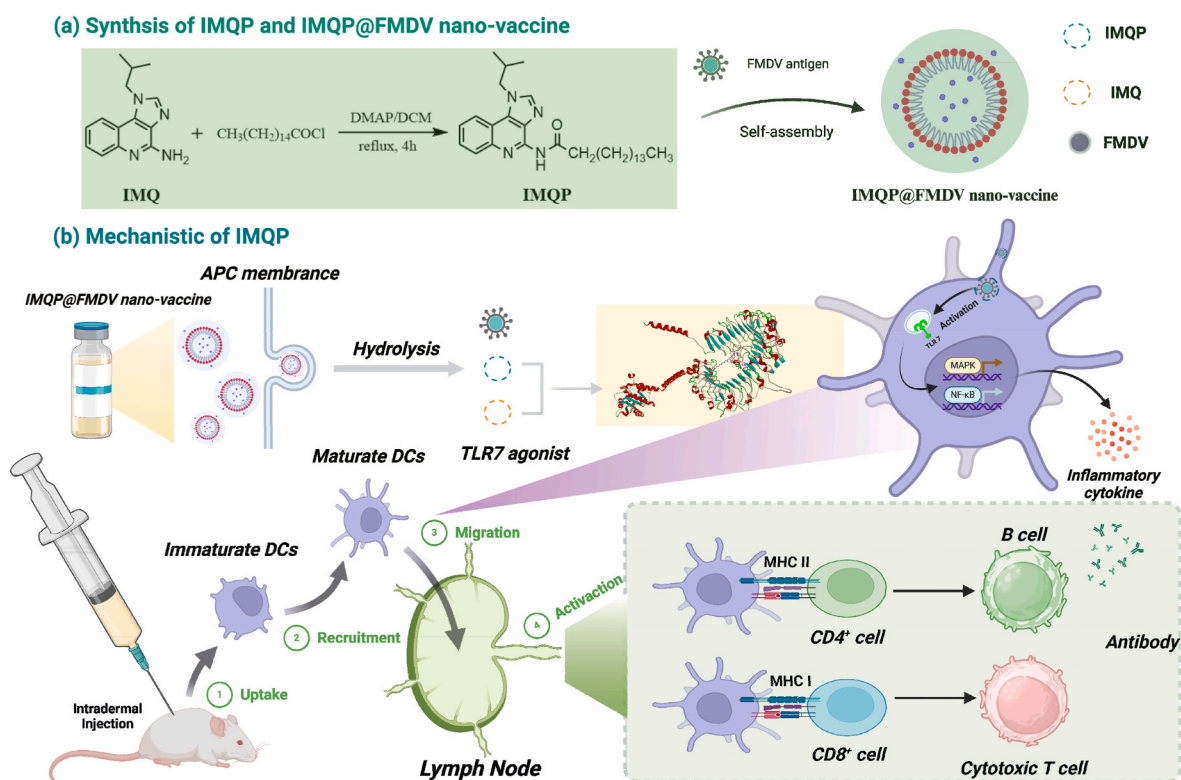 (a) Synthsis of IMQP and IMQP@FMDV nano-vaccine
N
N
N
NH₂
IMQ
+
CH₃(CH₂)₁₄COCl
DMAP/DCM
reflux, 4h
N
N
N
NH
O
CH₂(CH₂)₁₃CH₃
IMQP
FMDV antigen
Self-assembly
IMQP@FMDV nano-vaccine
IMQP
IMQ
FMDV
(b) Mechanistic of IMQP
IMQP@FMDV nano-vaccine
APC membrance
Hydrolysis
TLR7 agonist
Activation
TLR 7
MAPK
NF-κB
Inflammatory
cytokine
Intradermal
Injection
1 Uptake
Immaturate DCs
2 Recruitment
Maturate DCs
3 Migration
Lymph Node
4 Activaction
MHC II
CD4⁺ cell
B cell
Antibody
MHC I
CD8⁺ cell
Cytotoxic T cell